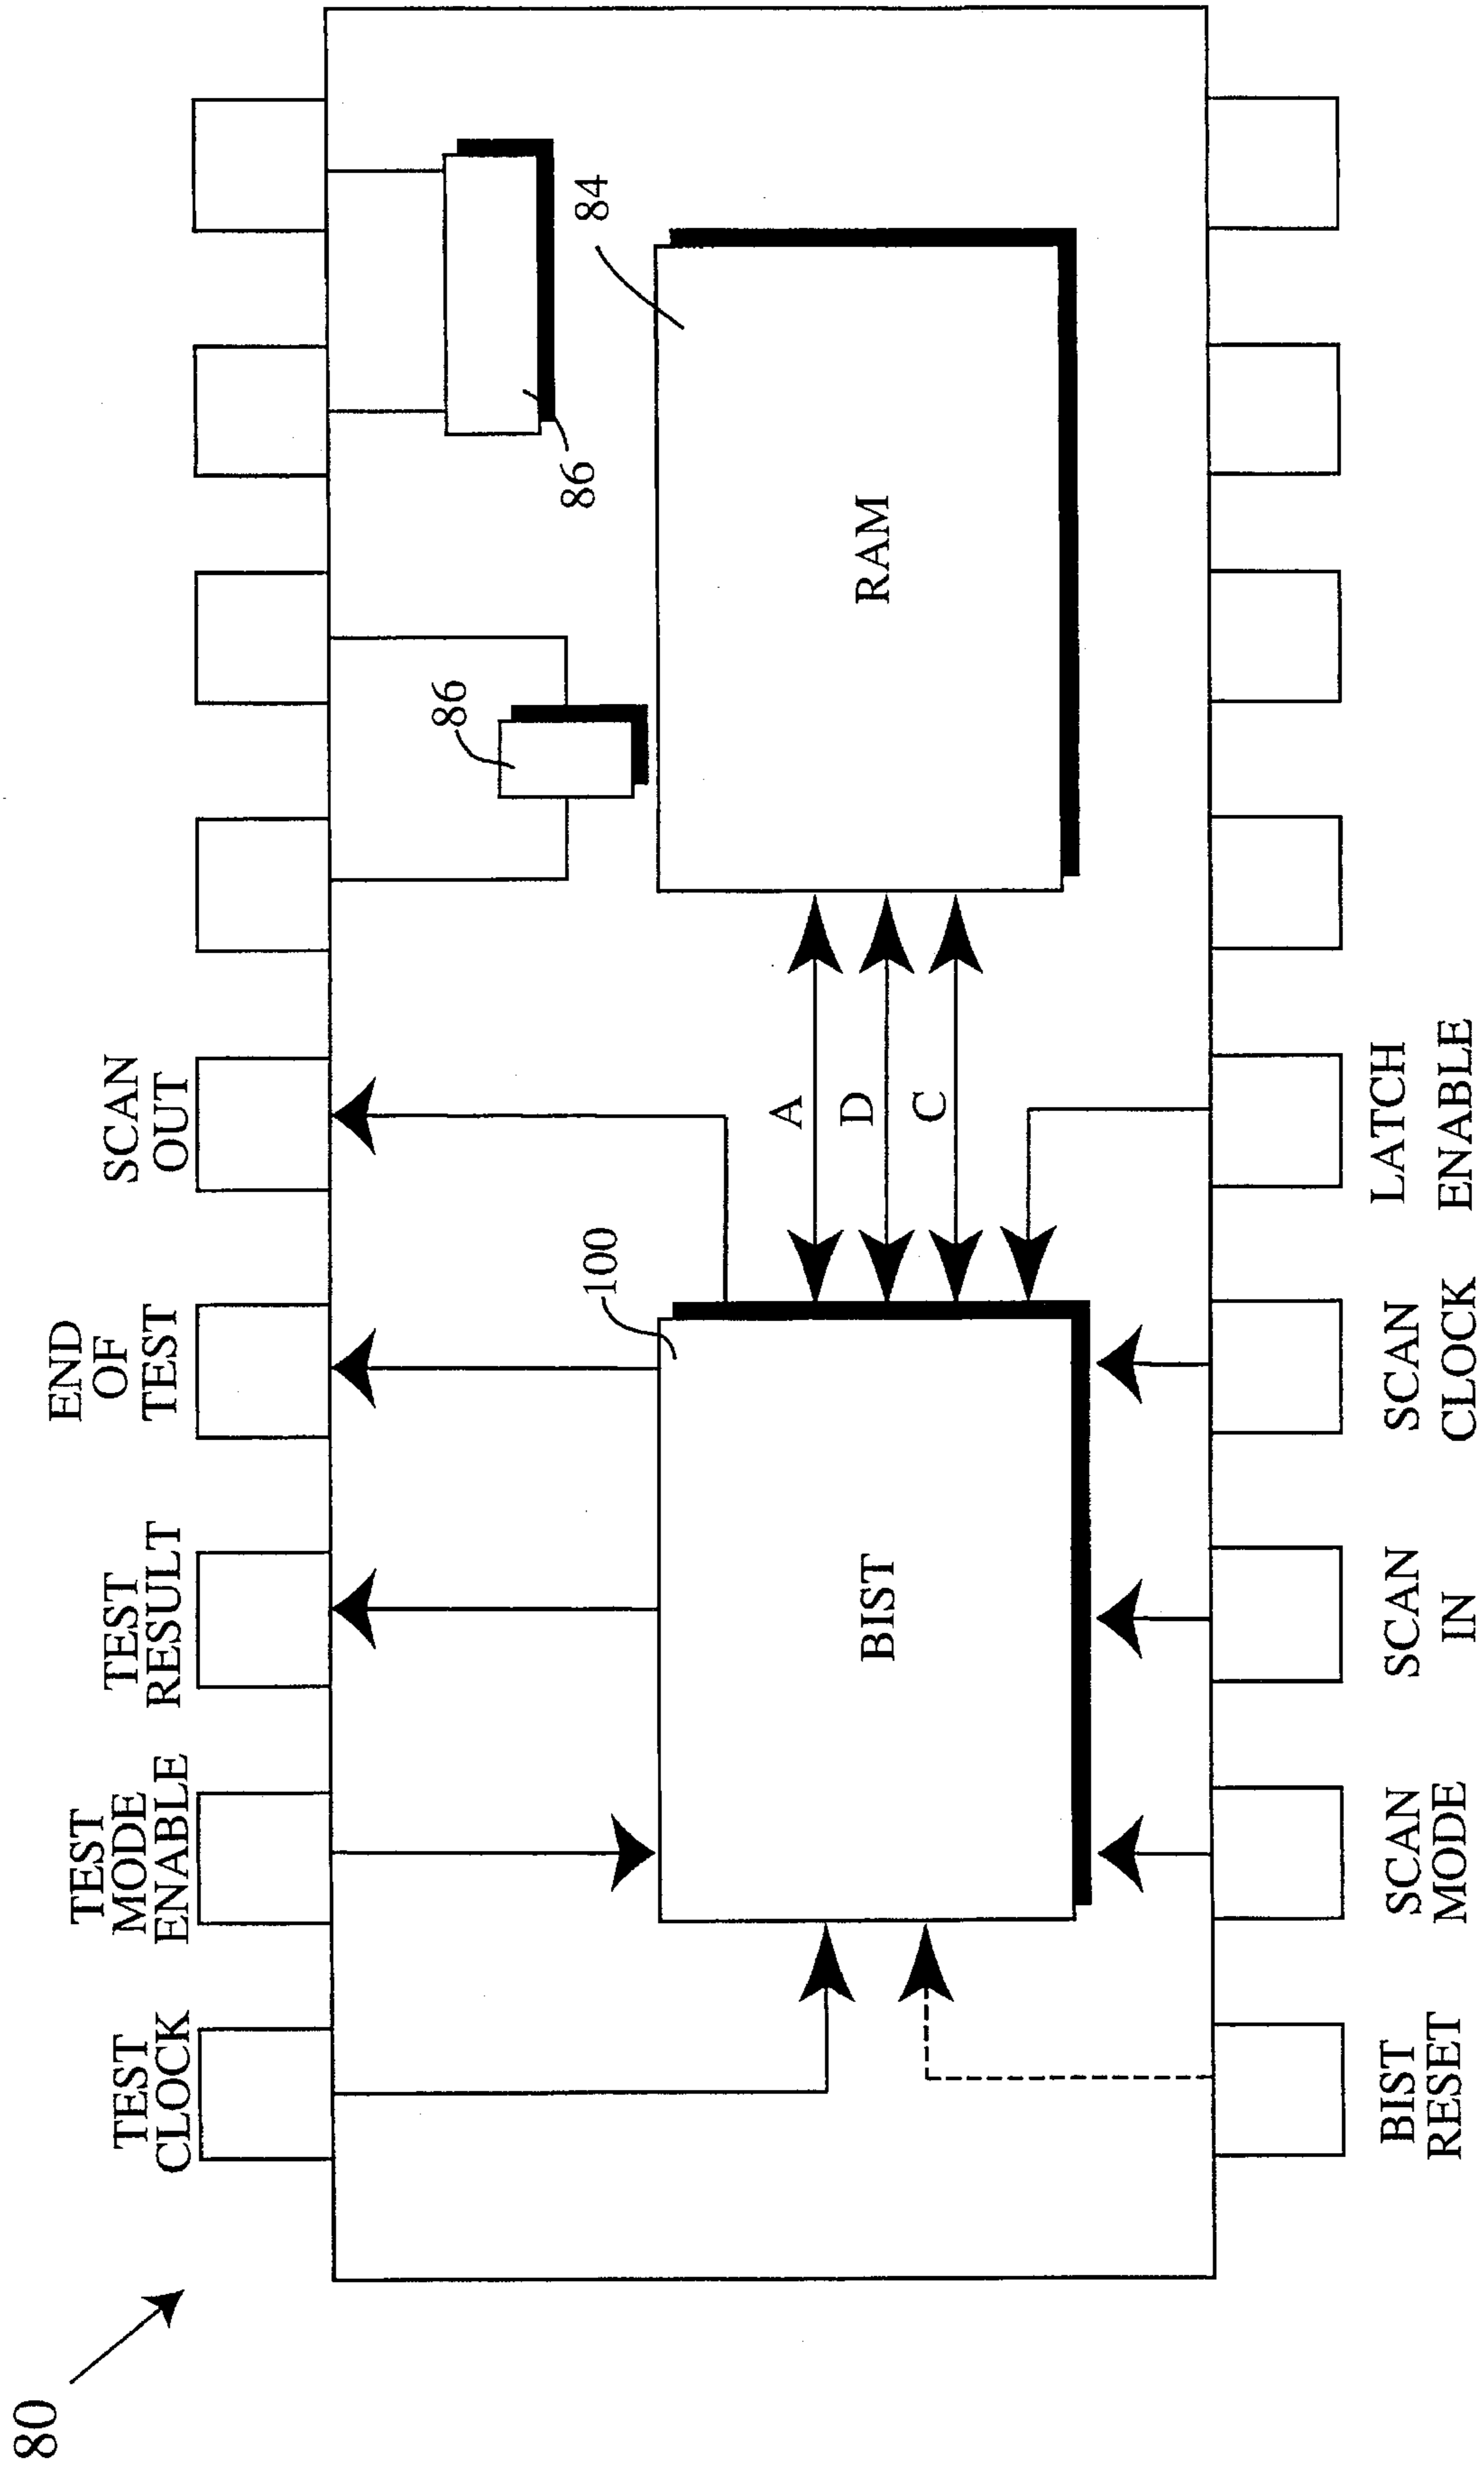 80
TEST
CLOCK
TEST
MODE
ENABLE
TEST
RESULT
END
OF
TEST
SCAN
OUT
100
BIST
A
D
C
86
86
84
RAM
BIST
RESET
SCAN
MODE
SCAN
IN
SCAN
CLOCK
LATCH
ENABLE